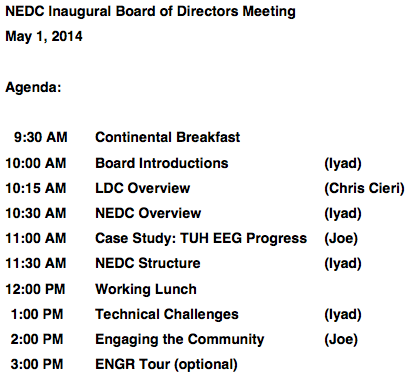 NEDC Inaugural Board of Directors Meeting
May 1, 2014
Agenda:
9:30 AM Continental Breakfast
10:00 AM Board Introductions (Iyad)
10:15 AM LDC Overview (Chris Cieri)
10:30 AM NEDC Overview (Iyad)
11:00 AM Case Study: TUH EEG Progress (Joe)
11:30 AM NEDC Structure (Iyad)
12:00 PM Working Lunch
1:00 PM Technical Challenges (Iyad)
2:00 PM Engaging the Community (Joe)
3:00 PM ENGR Tour (optional)